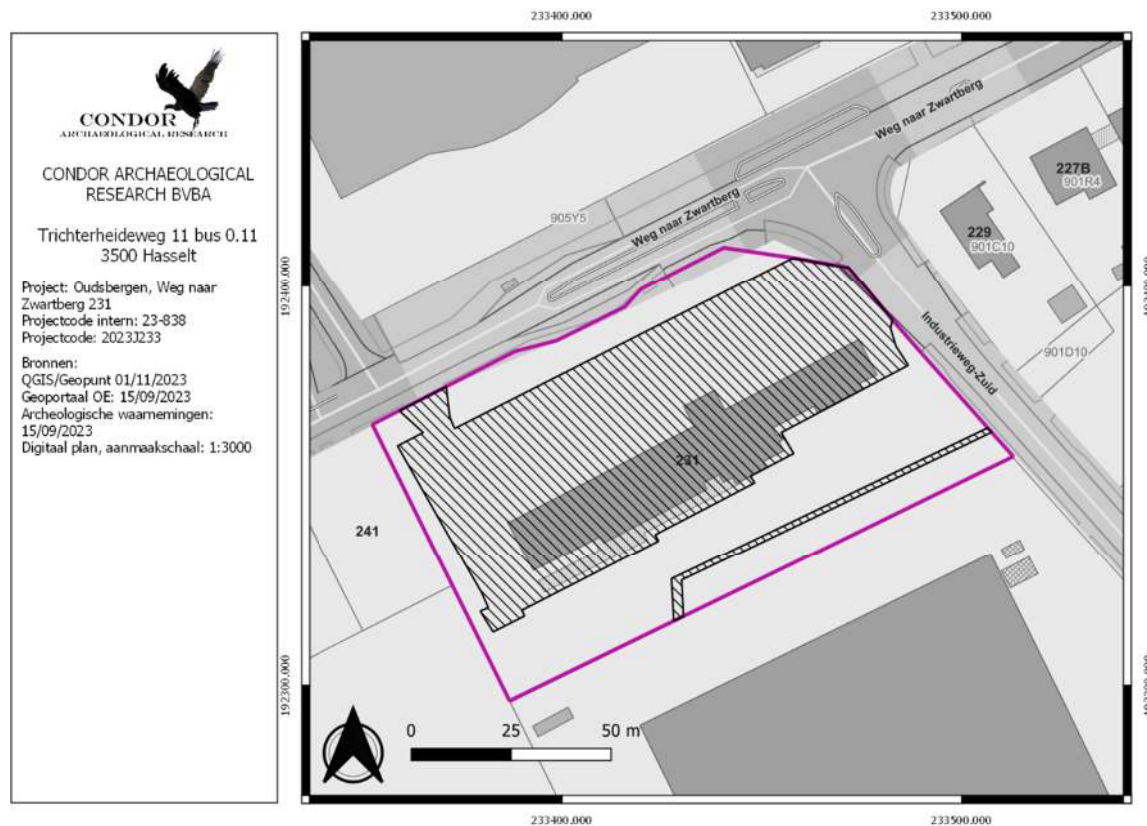 CONDOR
ARCHAEOLOGICAL RESEARCH
CONDOR ARCHAEOLOGICAL
RESEARCH BVBA
Trichterheideweg 11 bus 0.11
3500 Hasselt
Project: Oudsbergen, Weg naar
Zwartberg 231
Projectcode intern: 23-838
Projectcode: 2023J233
Bronnen:
QGIS/Geopunt 01/11/2023
Geoportaal OE: 15/09/2023
Archeologische waarnemingen:
15/09/2023
Digitaal plan, aanmaakschaal: 1:3000
233400.000
233500.000
192400.000
192400.000
192300.000
192300.000
Weg naar Zwartberg
227B
901R4
905Y5
Weg naar Zwartberg
229
901C10
Industrieweg-Zuid
901D10
231
241
0
25
50 m
233400.000
233500.000